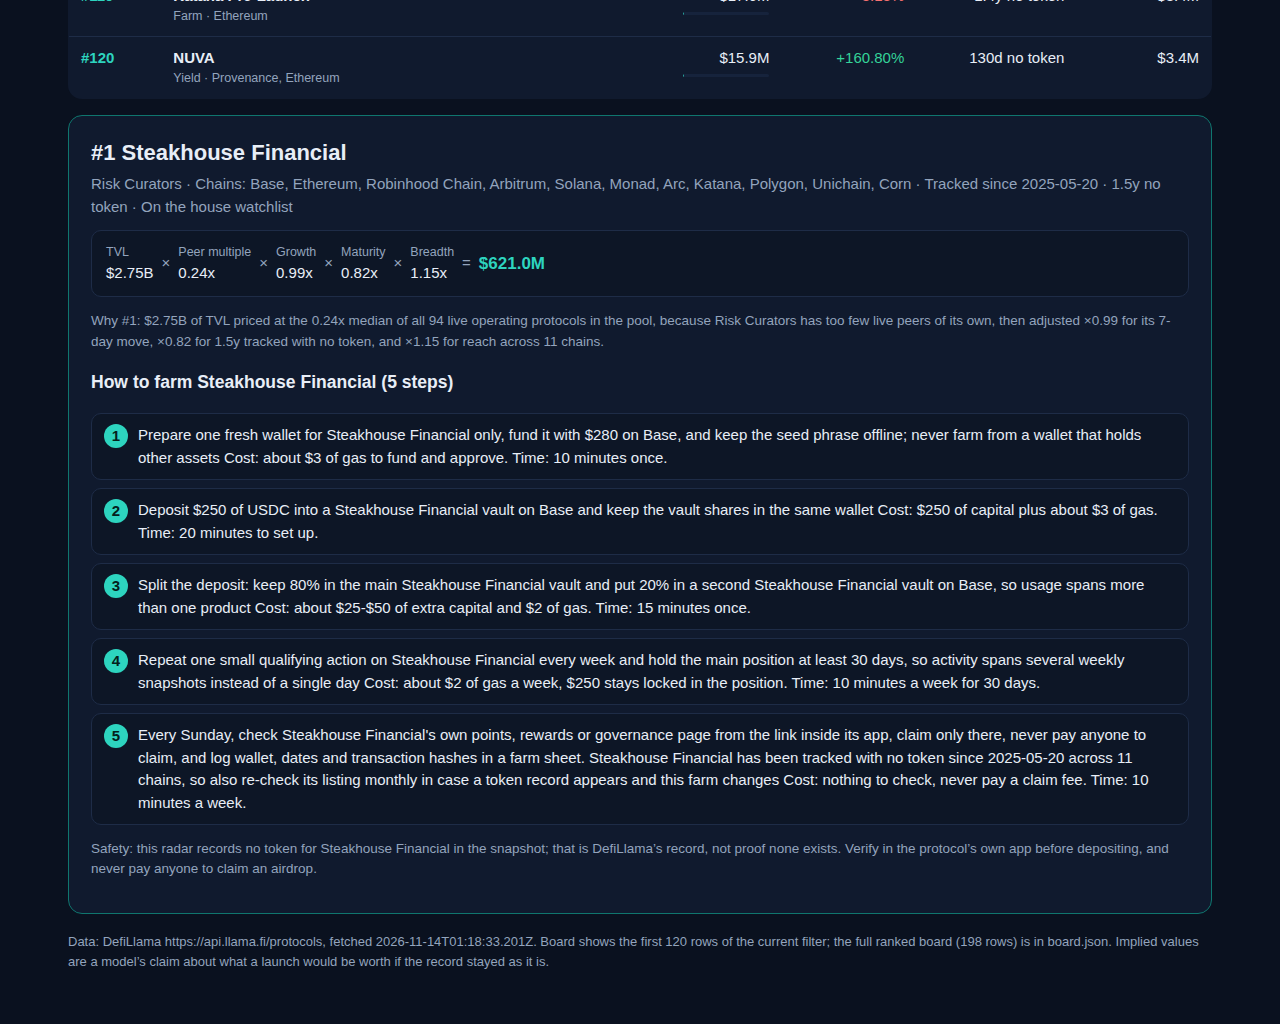 Farm · Ethereum
#120 NUVA $15.9M +160.80% 130d no token $3.4M
Yield · Provenance, Ethereum
#1 Steakhouse Financial
Risk Curators · Chains: Base, Ethereum, Robinhood Chain, Arbitrum, Solana, Monad, Arc, Katana, Polygon, Unichain, Corn · Tracked since 2025-05-20 · 1.5y no
token · On the house watchlist
TVL Peer multiple Growth Maturity Breadth
$2.75B × 0.24x × 0.99x × 0.82x × 1.15x = $621.0M
Why #1: $2.75B of TVL priced at the 0.24x median of all 94 live operating protocols in the pool, because Risk Curators has too few live peers of its own, then adjusted ×0.99 for its 7-
day move, ×0.82 for 1.5y tracked with no token, and ×1.15 for reach across 11 chains.
How to farm Steakhouse Financial (5 steps)
1 Prepare one fresh wallet for Steakhouse Financial only, fund it with $280 on Base, and keep the seed phrase offline; never farm from a wallet that holds
other assets Cost: about $3 of gas to fund and approve. Time: 10 minutes once.
2 Deposit $250 of USDC into a Steakhouse Financial vault on Base and keep the vault shares in the same wallet Cost: $250 of capital plus about $3 of gas.
Time: 20 minutes to set up.
3 Split the deposit: keep 80% in the main Steakhouse Financial vault and put 20% in a second Steakhouse Financial vault on Base, so usage spans more
than one product Cost: about $25-$50 of extra capital and $2 of gas. Time: 15 minutes once.
4 Repeat one small qualifying action on Steakhouse Financial every week and hold the main position at least 30 days, so activity spans several weekly
snapshots instead of a single day Cost: about $2 of gas a week, $250 stays locked in the position. Time: 10 minutes a week for 30 days.
5 Every Sunday, check Steakhouse Financial's own points, rewards or governance page from the link inside its app, claim only there, never pay anyone to
claim, and log wallet, dates and transaction hashes in a farm sheet. Steakhouse Financial has been tracked with no token since 2025-05-20 across 11
chains, so also re-check its listing monthly in case a token record appears and this farm changes Cost: nothing to check, never pay a claim fee. Time: 10
minutes a week.
Safety: this radar records no token for Steakhouse Financial in the snapshot; that is DefiLlama’s record, not proof none exists. Verify in the protocol’s own app before depositing, and
never pay anyone to claim an airdrop.
Data: DefiLlama https://api.llama.fi/protocols, fetched 2026-11-14T01:18:33.201Z. Board shows the first 120 rows of the current filter; the full ranked board (198 rows) is in board.json. Implied values
are a model’s claim about what a launch would be worth if the record stayed as it is.